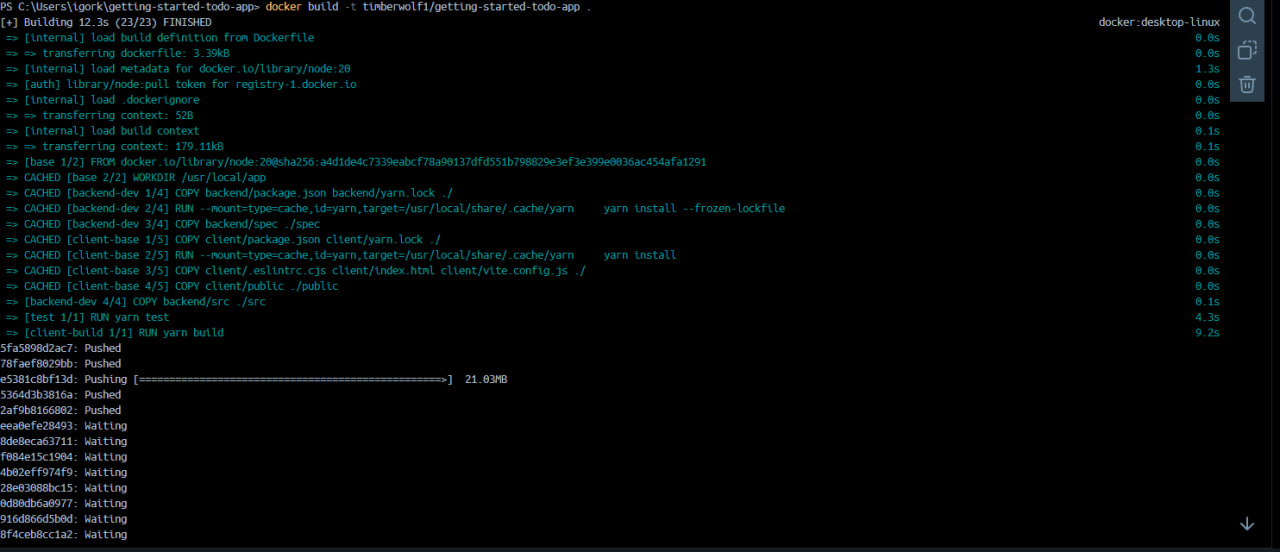 PS C:\Users\igork\getting-started-todo-app> docker build -t timberwolf1/getting-started-todo-app .
[+] Building 12.3s (23/23) FINISHED docker:desktop-linux
=> [internal] load build definition from Dockerfile 0.0s
=> => transferring dockerfile: 3.39kB 0.0s
=> [internal] load metadata for docker.io/library/node:20 1.3s
=> [auth] library/node:pull token for registry-1.docker.io 0.0s
=> [internal] load .dockerignore 0.0s
=> => transferring context: 52B 0.0s
=> [internal] load build context 0.1s
=> => transferring context: 179.11kB 0.1s
=> [base 1/2] FROM docker.io/library/node:20@sha256:a4d1de4c7339eabcf78a90137dfd551b798829e3ef3e399e0036ac454afa1291 0.0s
=> CACHED [base 2/2] WORKDIR /usr/local/app 0.0s
=> CACHED [backend-dev 1/4] COPY backend/package.json backend/yarn.lock ./ 0.0s
=> CACHED [backend-dev 2/4] RUN --mount=type=cache,id=yarn,target=/usr/local/share/.cache/yarn     yarn install --frozen-lockfile 0.0s
=> CACHED [backend-dev 3/4] COPY backend/spec ./spec 0.0s
=> CACHED [client-base 1/5] COPY client/package.json client/yarn.lock ./ 0.0s
=> CACHED [client-base 2/5] RUN --mount=type=cache,id=yarn,target=/usr/local/share/.cache/yarn     yarn install 0.0s
=> CACHED [client-base 3/5] COPY client/.eslintrc.cjs client/index.html client/vite.config.js ./ 0.0s
=> CACHED [client-base 4/5] COPY client/public ./public 0.0s
=> [backend-dev 4/4] COPY backend/src ./src 0.1s
=> [test 1/1] RUN yarn test 4.3s
=> [client-build 1/1] RUN yarn build 9.2s
5fa5898d2ac7: Pushed
78faef8029bb: Pushed
e5381c8bf13d: Pushing [==================================================>]  21.03MB
5364d3b3816a: Pushed
2af9b8166802: Pushed
eea0efe28493: Waiting
8de8eca63711: Waiting
f084e15c1904: Waiting
4b02eff974f9: Waiting
28e03088bc15: Waiting
0d80db6a0977: Waiting
916d866d5b0d: Waiting
8f4ceb8cc1a2: Waiting